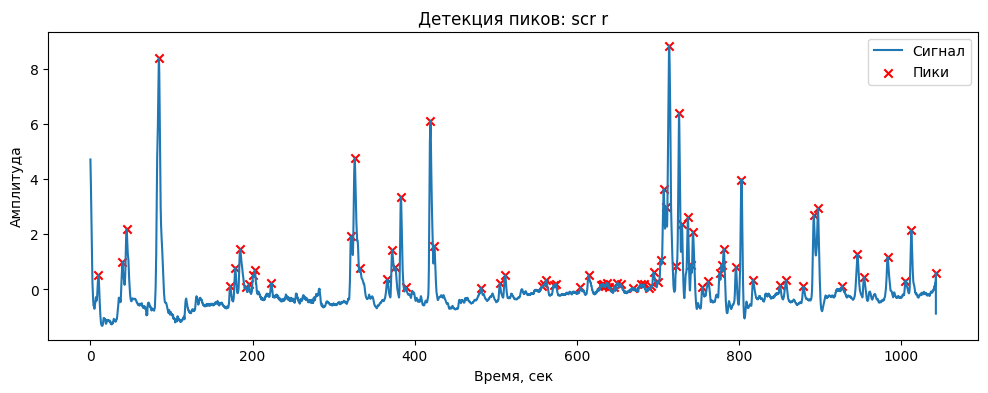 Детекция пиков: scr r
Сигнал
Пики
Амплитуда
8
6
4
2
0
0 200 400 600 800 1000
Время, сек